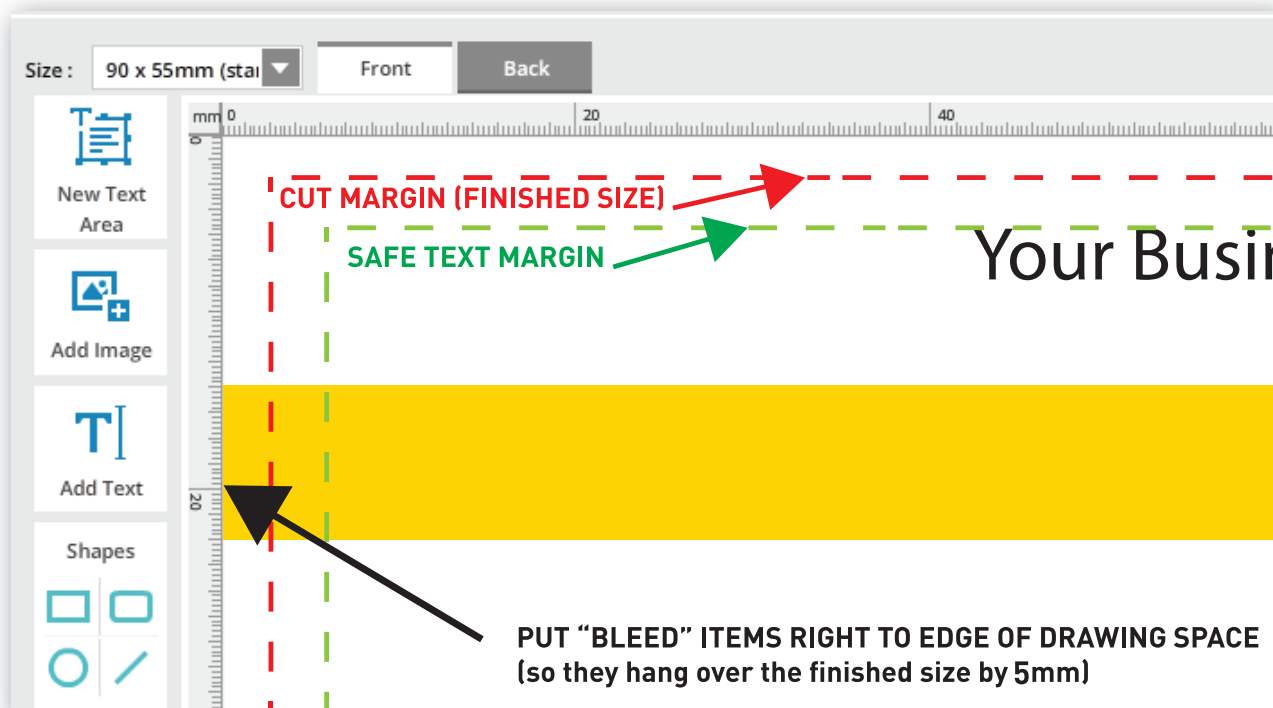 Size : 90 x 55mm (star Front Back
mm 0 20 40
0
New Text
Area
CUT MARGIN (FINISHED SIZE)
SAFE TEXT MARGIN
Your Busin
Add Image
Add Text
20
Shapes
PUT “BLEED” ITEMS RIGHT TO EDGE OF DRAWING SPACE
(so they hang over the finished size by 5mm)